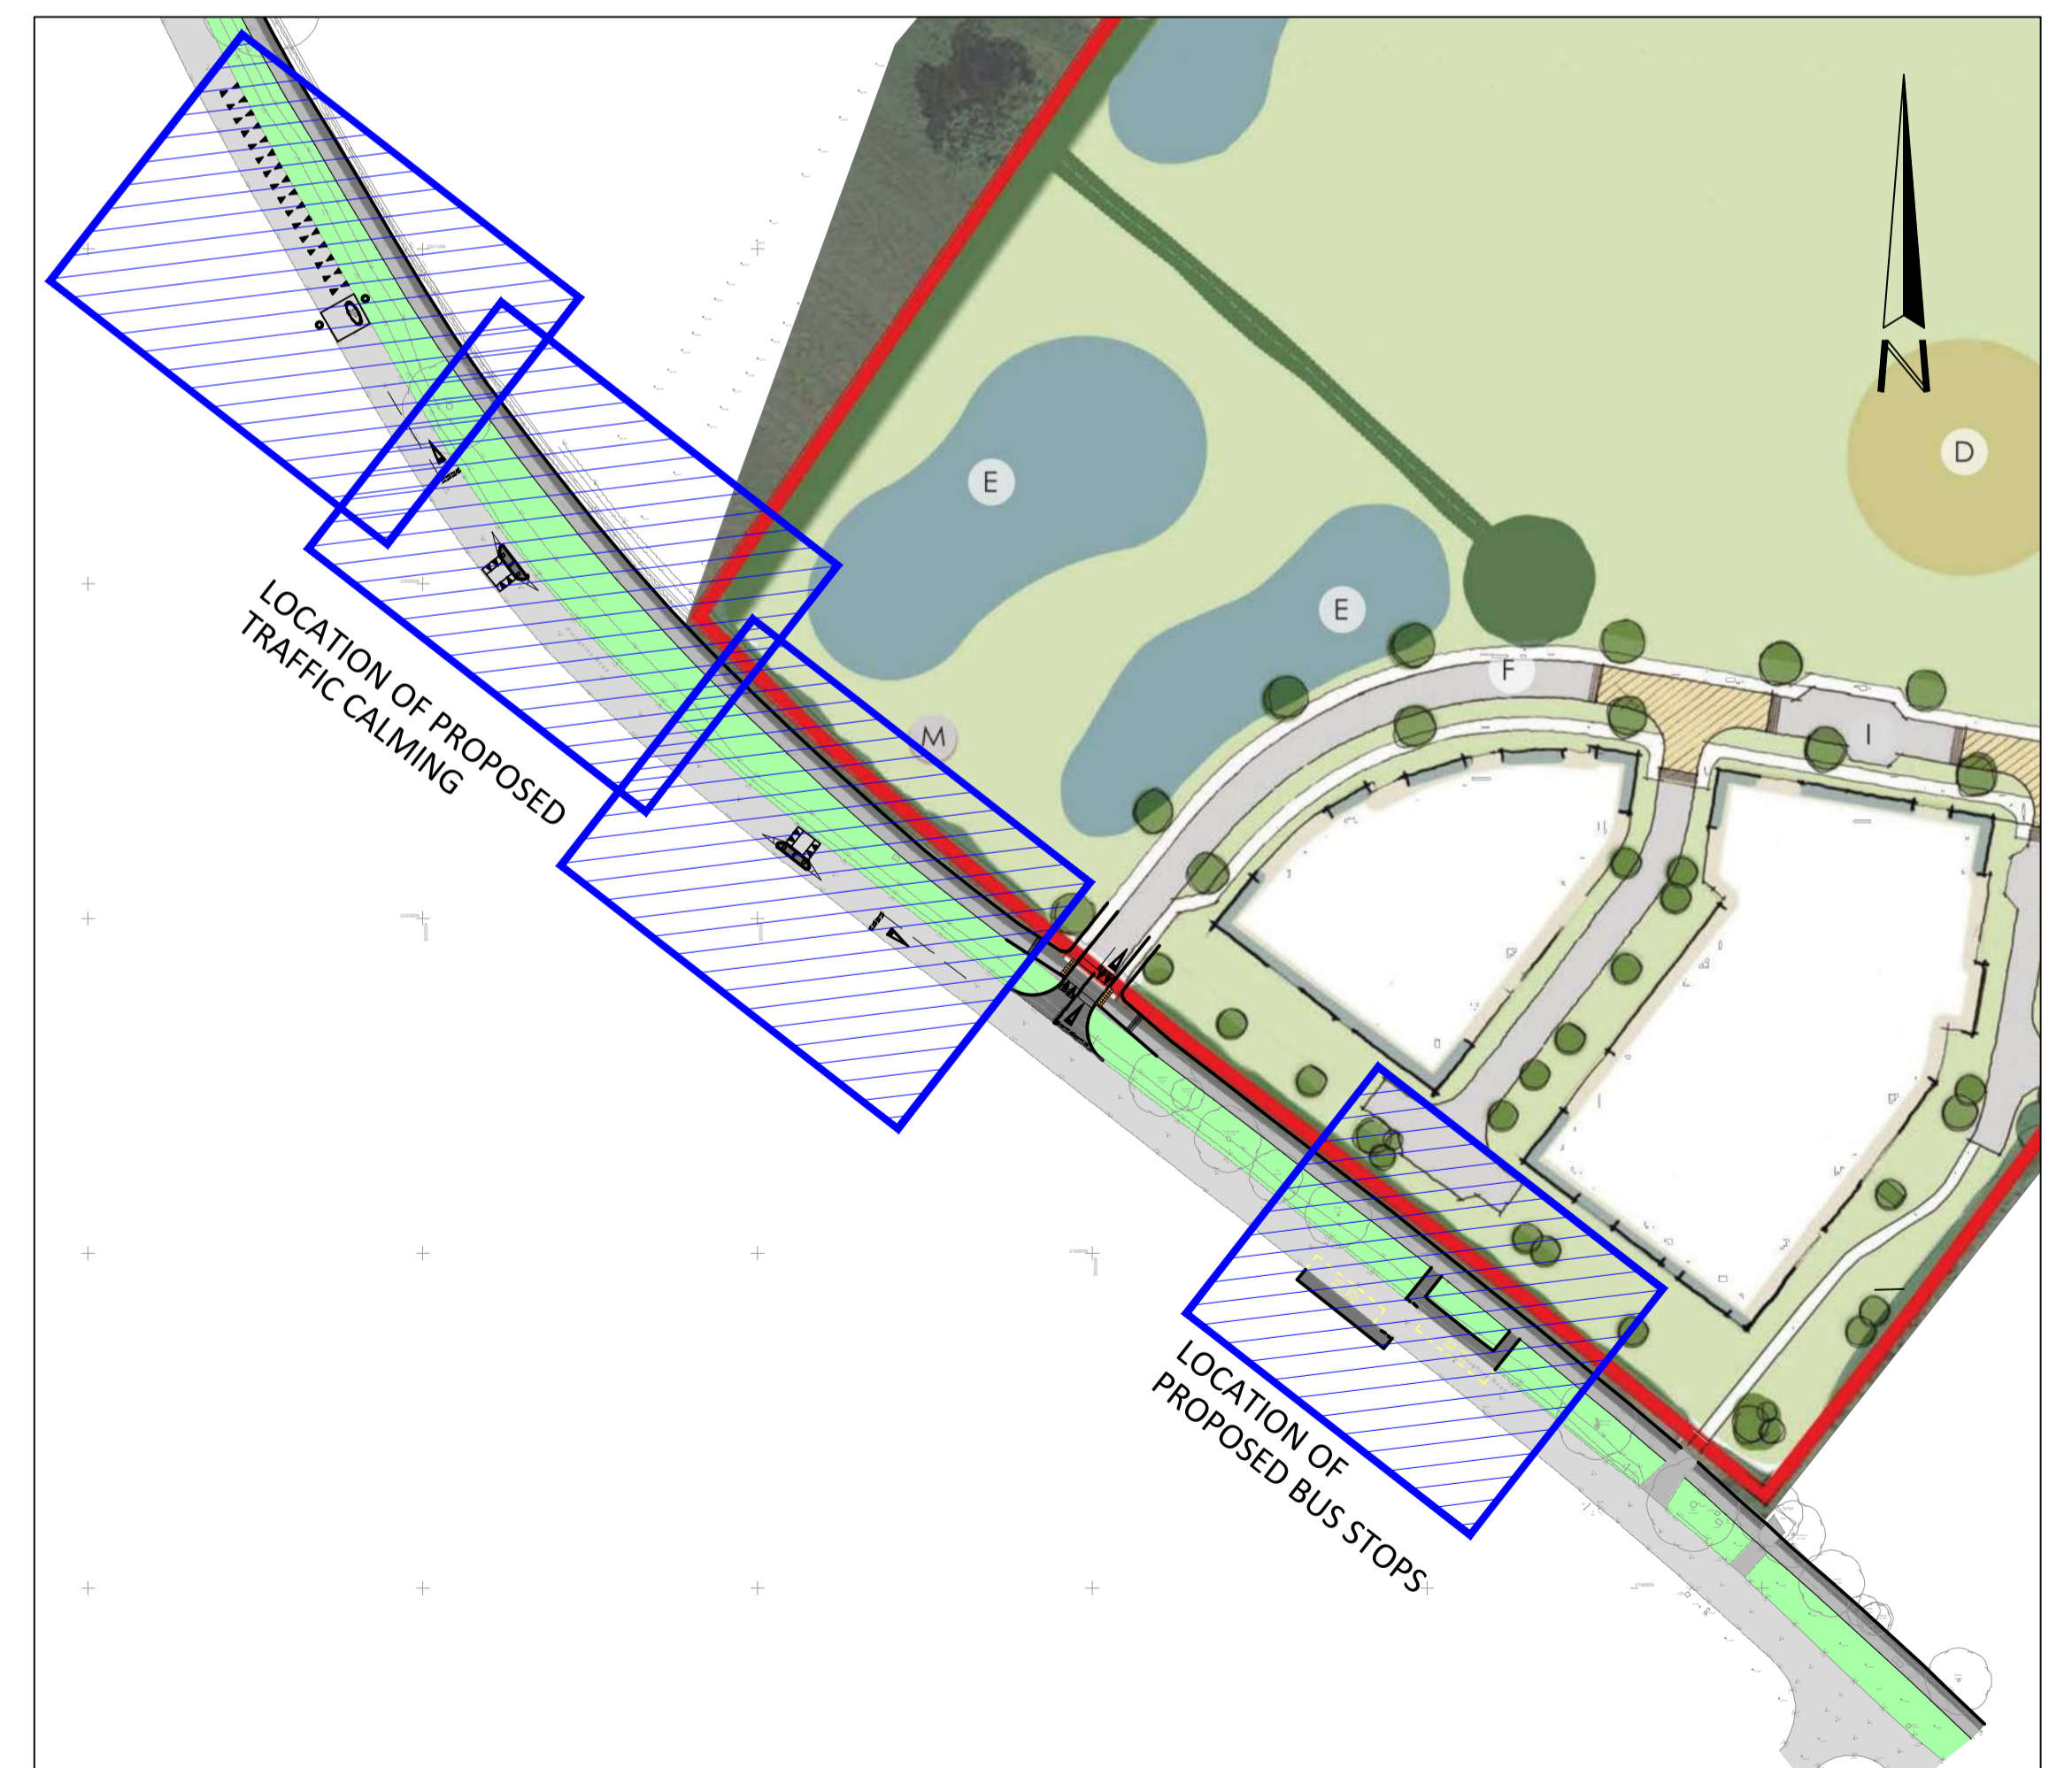 N
D
E
E
F
I
M
LOCATION OF PROPOSED
TRAFFIC CALMING
LOCATION OF
PROPOSED BUS STOPS